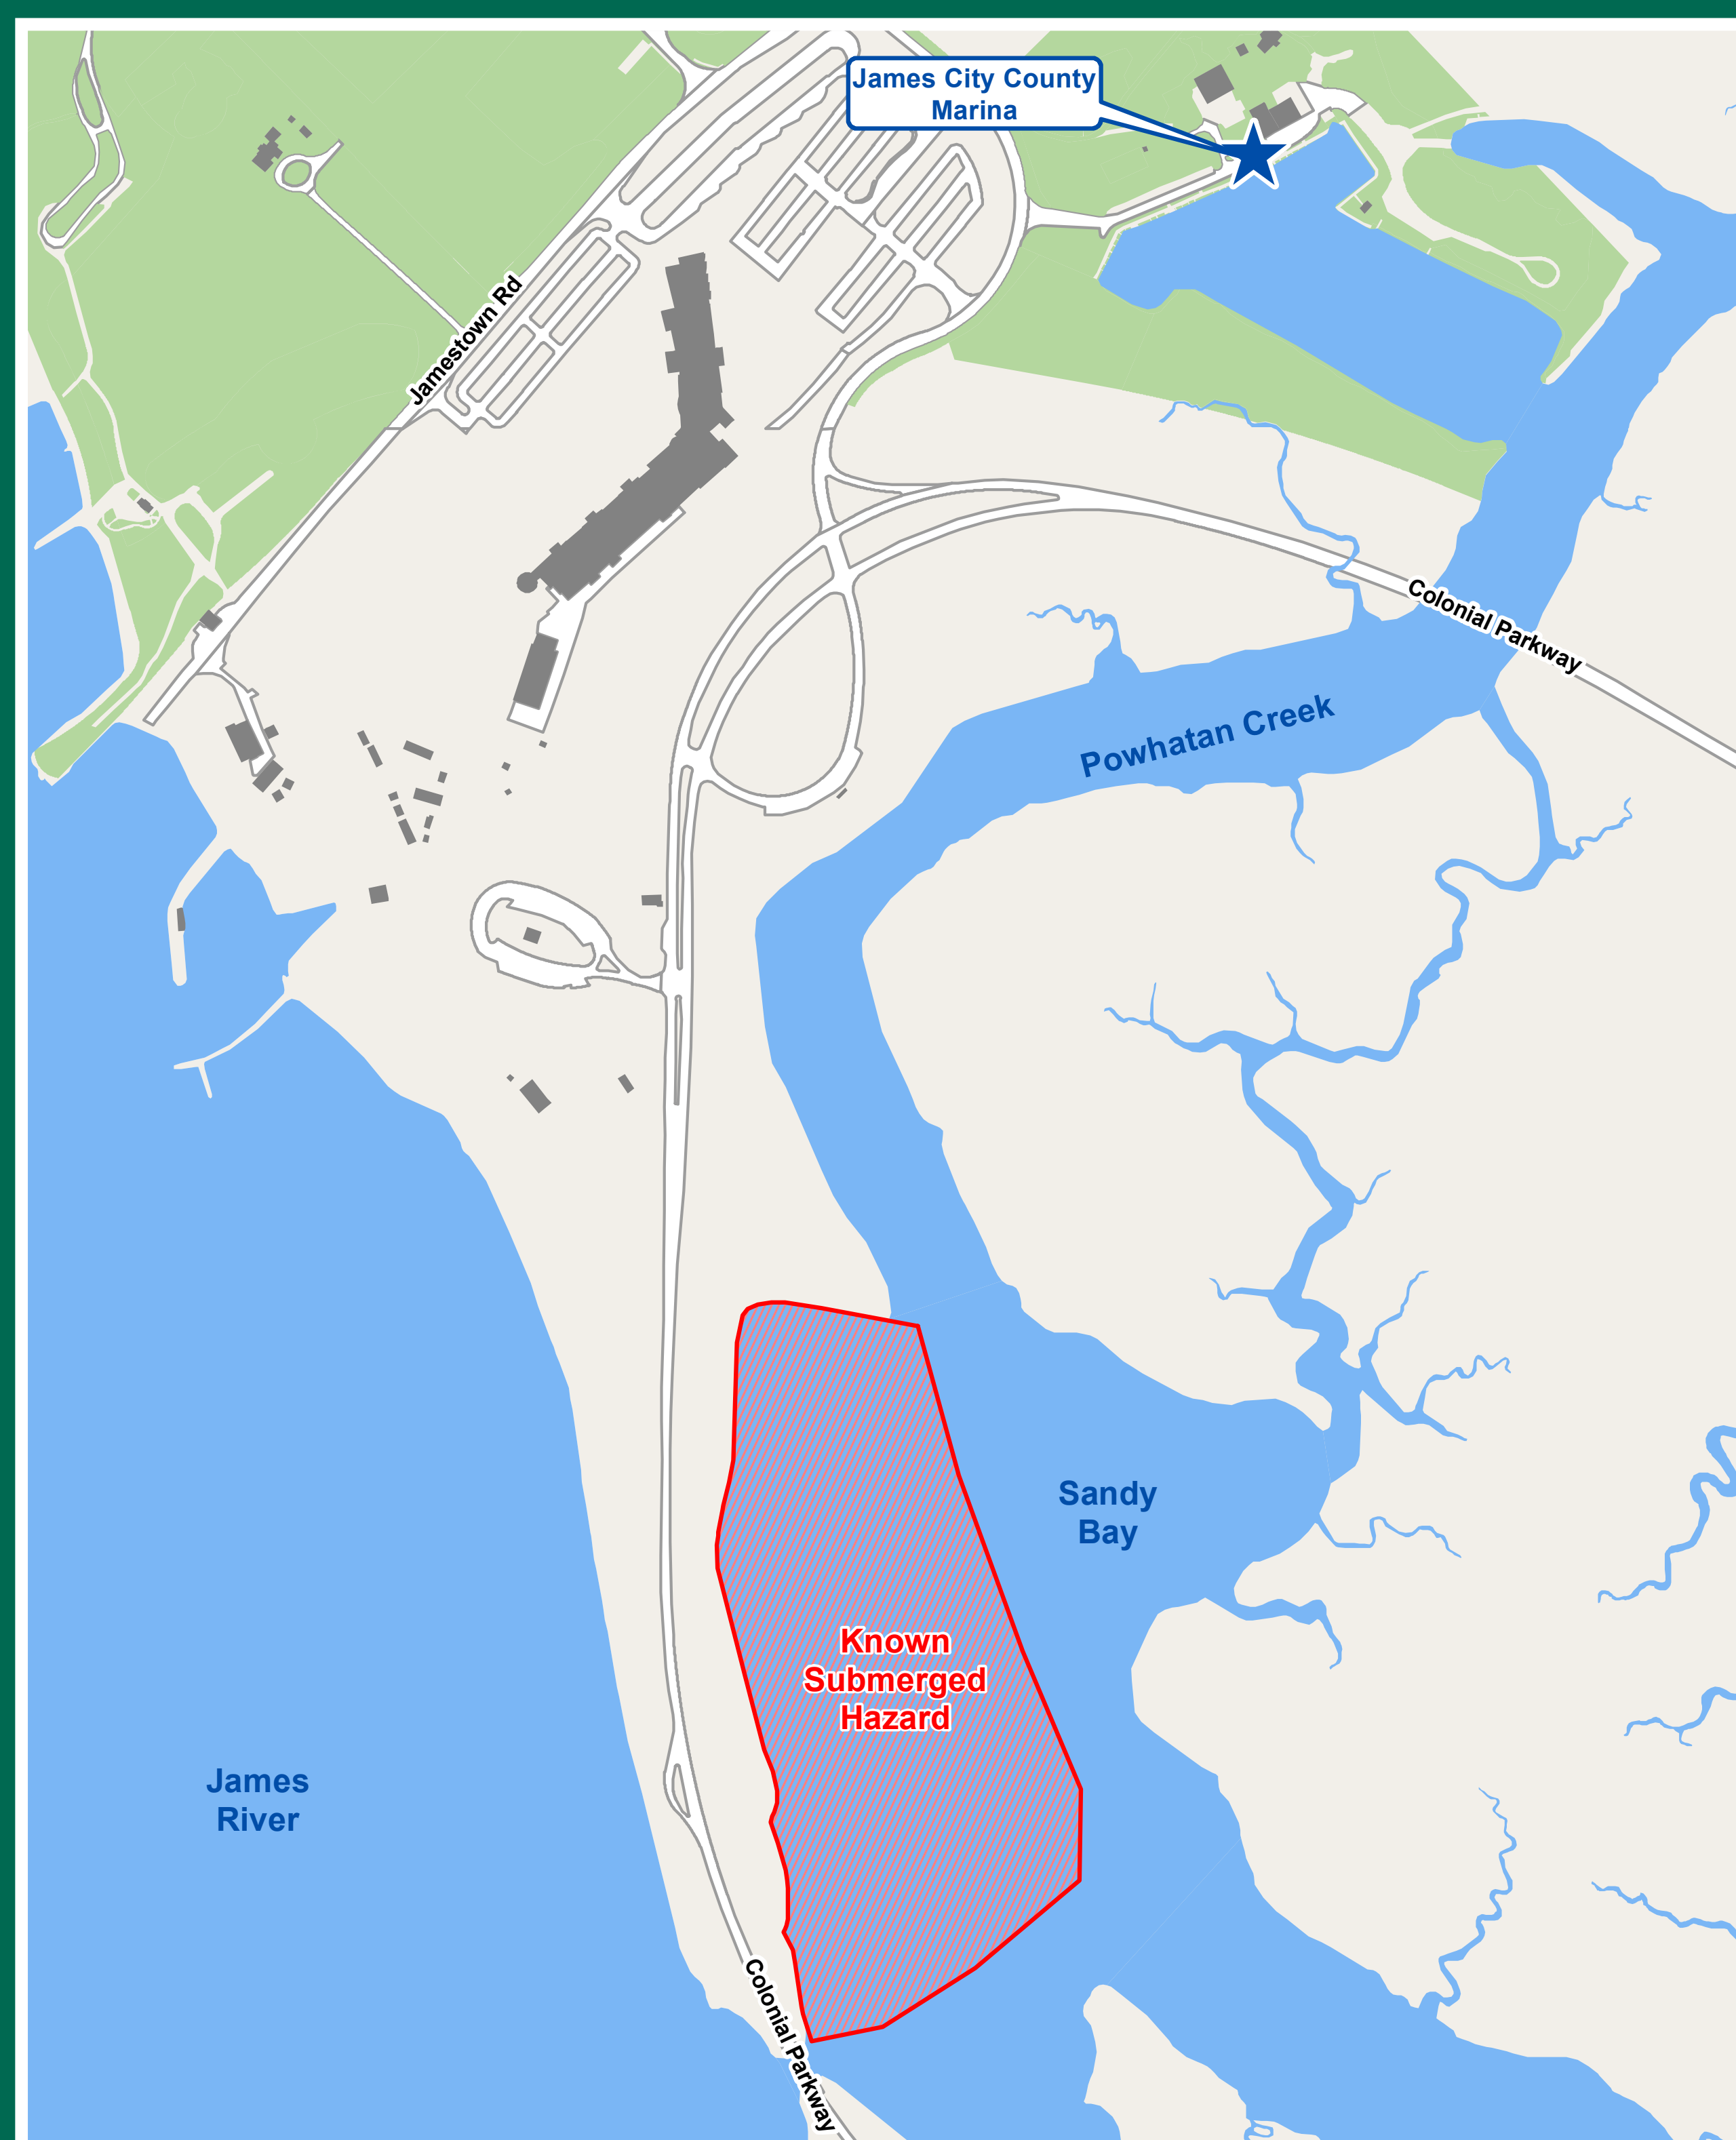 James City County
Marina
Jamestown Rd
Colonial Parkway
Powhatan Creek
Sandy
Bay
Known
Submerged
Hazard
James
River
Colonial Parkway